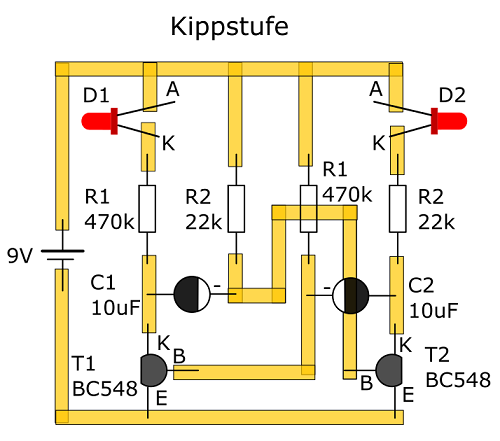 Kippstufe
D1
A
A
D2
K
K
R1
470k
R2
22k
R1
470k
R2
22k
9V
C1
10uF
-
-
C2
10uF
K
B
T1
BC548
E
K
B
T2
BC548
E